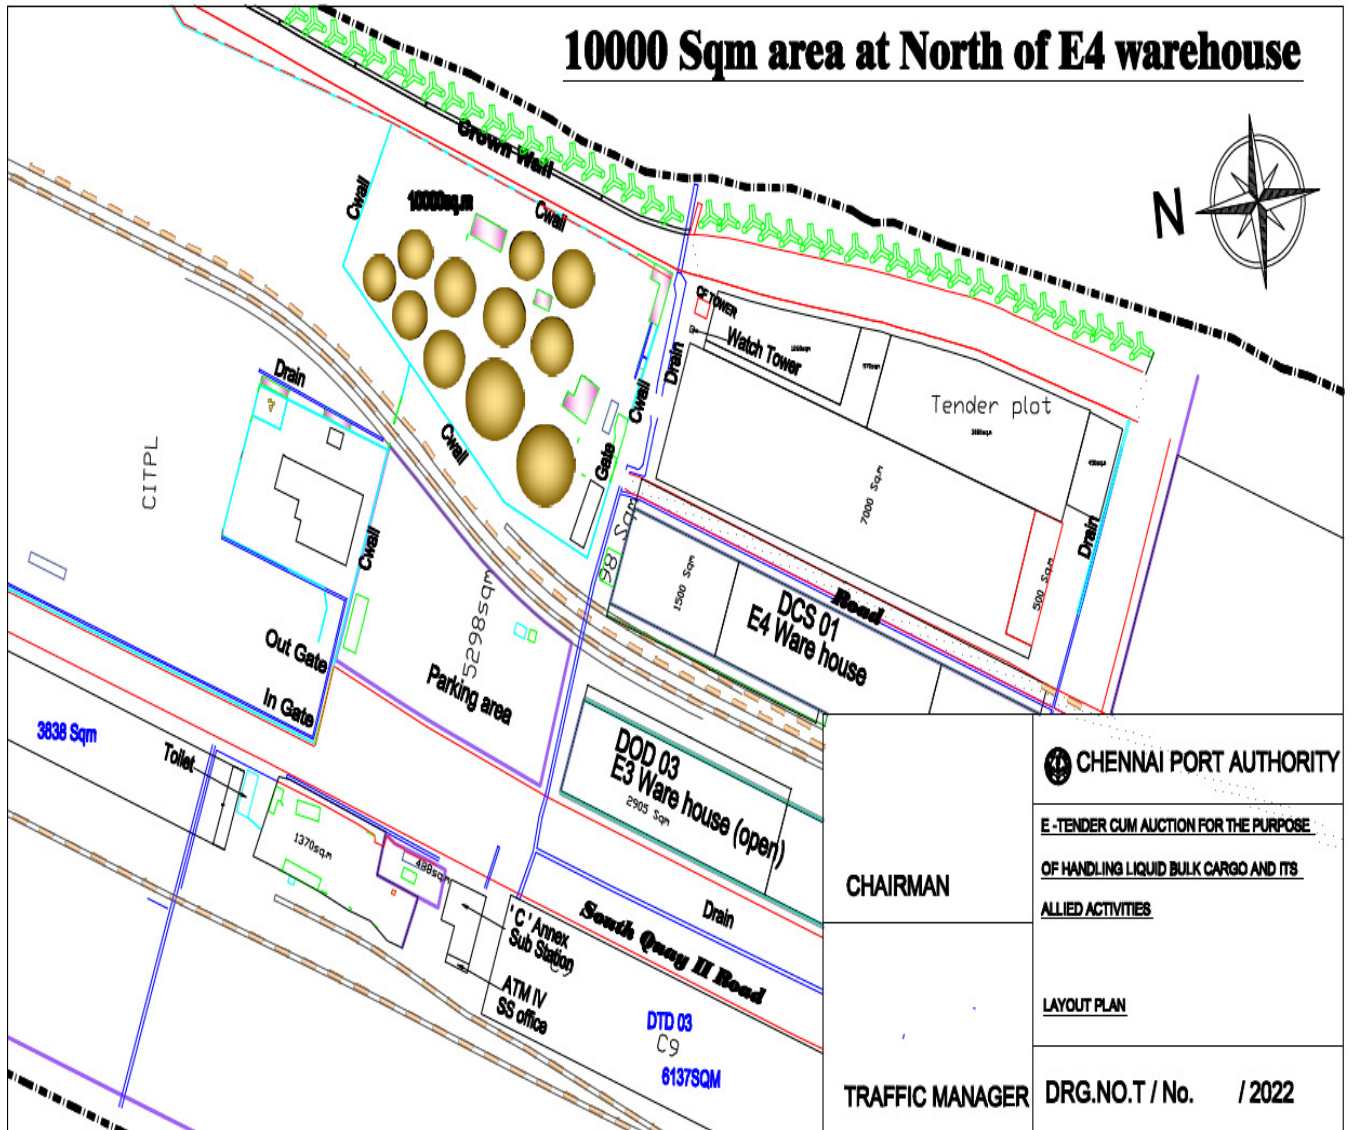 10000 Sqm area at North of E4 warehouse
Crown Wall
N
Cwall
10000sq.m
Cwall
CF TOWER
Watch Tower
Drain
Tender plot
Drain
Cwall
Cwall
Gate
CITPL
7000 Sq.m
Drain
Cwall
98 Sqm
1500 Sqm
500 Sqm
Road
DCS 01
E4 Ware house
5298sqm
Parking area
Out Gate
In Gate
3838 Sqm
Toilet
DOD 03
E3 Ware house (open)
2905 Sqm
1370sq.m
488sq.m
Drain
'C' Annex
Sub Station
South Quay II Road
ATM IV
SS office
DTD 03
C9
6137SQM
CHAIRMAN
TRAFFIC MANAGER
CHENNAI PORT AUTHORITY
E -TENDER CUM AUCTION FOR THE PURPOSE
OF HANDLING LIQUID BULK CARGO AND ITS
ALLIED ACTIVITIES
LAYOUT PLAN
DRG.NO.T / No. / 2022